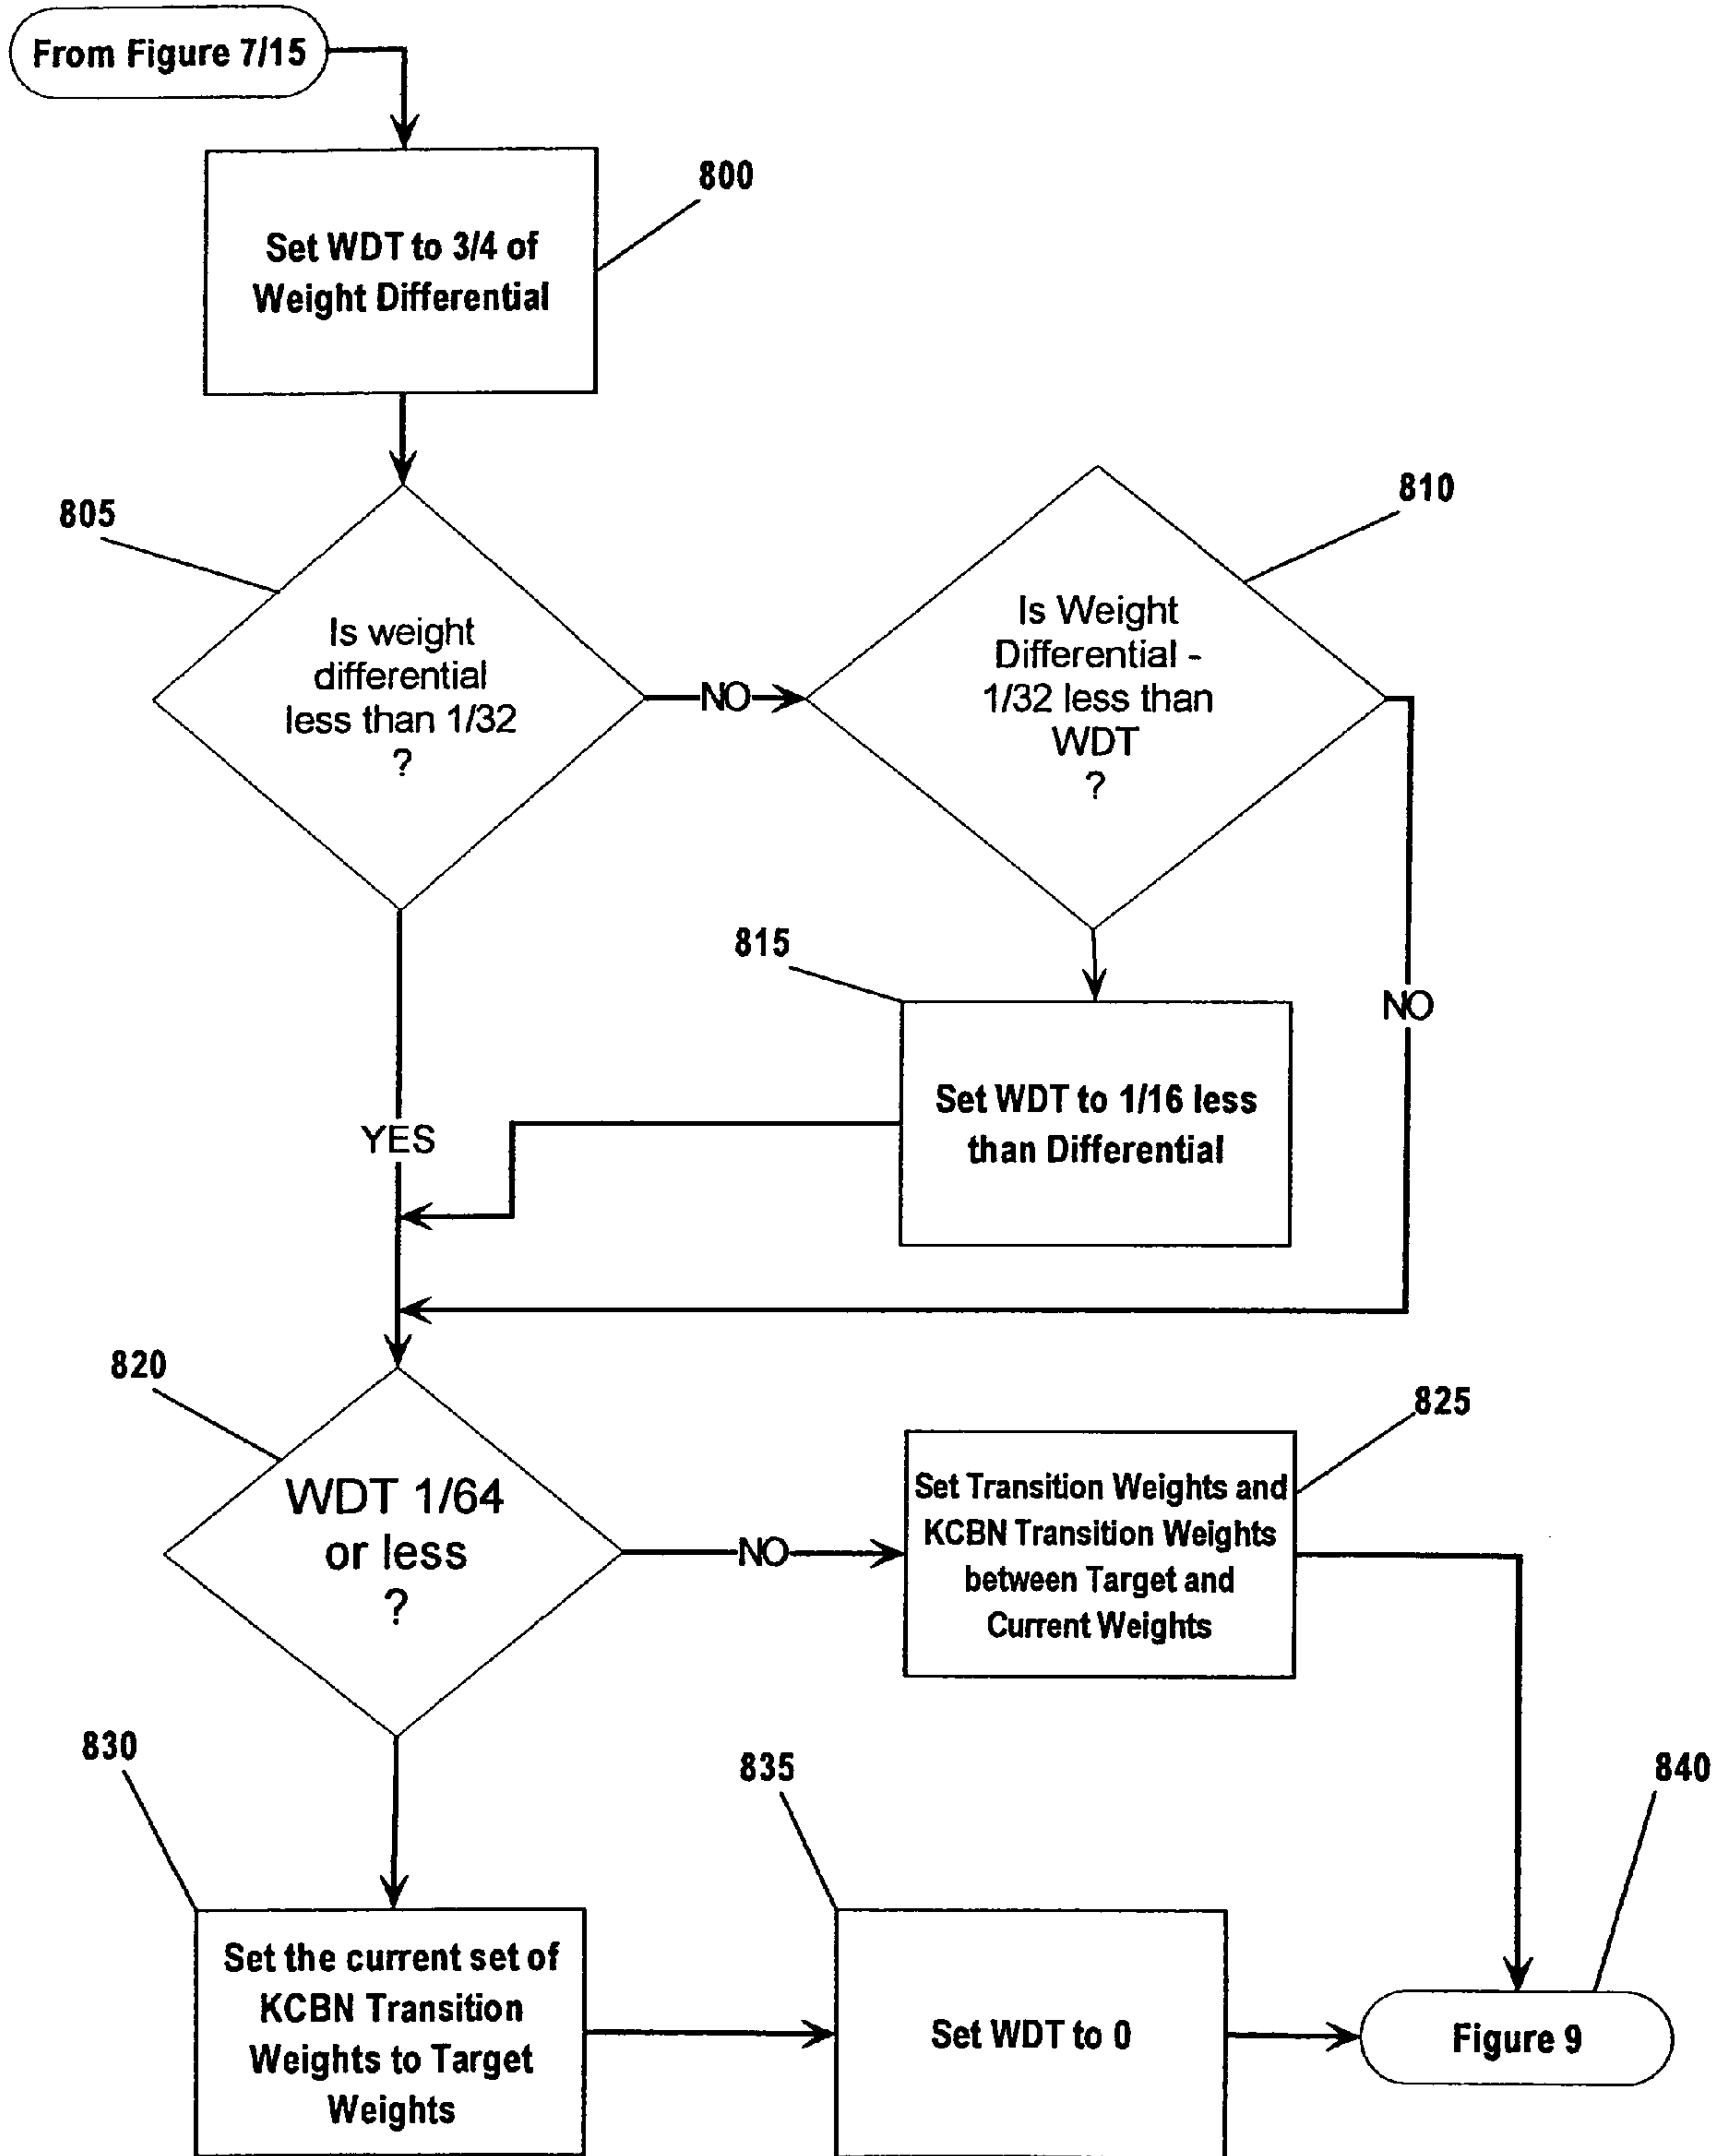 From Figure 7/15
800
Set WDT to 3/4 of
Weight Differential
805
Is weight
differential
less than 1/32
?
NO
810
Is Weight
Differential -
1/32 less than
WDT
?
NO
815
Set WDT to 1/16 less
than Differential
YES
820
WDT 1/64
or less
?
NO
825
Set Transition Weights and
KCBN Transition Weights
between Target and
Current Weights
830
Set the current set of
KCBN Transition
Weights to Target
Weights
835
Set WDT to 0
840
Figure 9